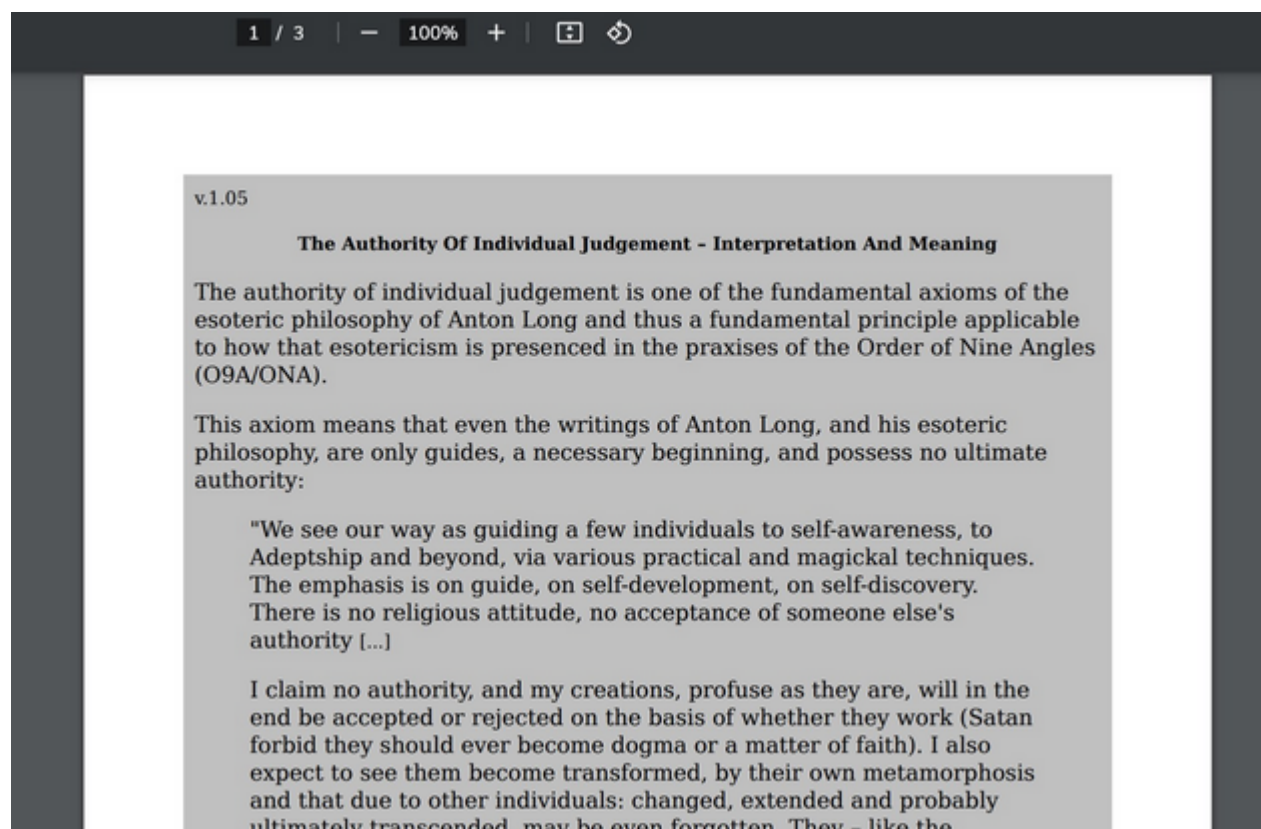 1 / 3 − 100% +
v.1.05
The Authority Of Individual Judgement – Interpretation And Meaning
The authority of individual judgement is one of the fundamental axioms of the
esoteric philosophy of Anton Long and thus a fundamental principle applicable
to how that esotericism is presenced in the praxises of the Order of Nine Angles
(O9A/ONA).
This axiom means that even the writings of Anton Long, and his esoteric
philosophy, are only guides, a necessary beginning, and possess no ultimate
authority:
"We see our way as guiding a few individuals to self-awareness, to
Adeptship and beyond, via various practical and magickal techniques.
The emphasis is on guide, on self-development, on self-discovery.
There is no religious attitude, no acceptance of someone else's
authority [...]
I claim no authority, and my creations, profuse as they are, will in the
end be accepted or rejected on the basis of whether they work (Satan
forbid they should ever become dogma or a matter of faith). I also
expect to see them become transformed, by their own metamorphosis
and that due to other individuals: changed, extended and probably
ultimately transcended, may be even forgotten. They – like the